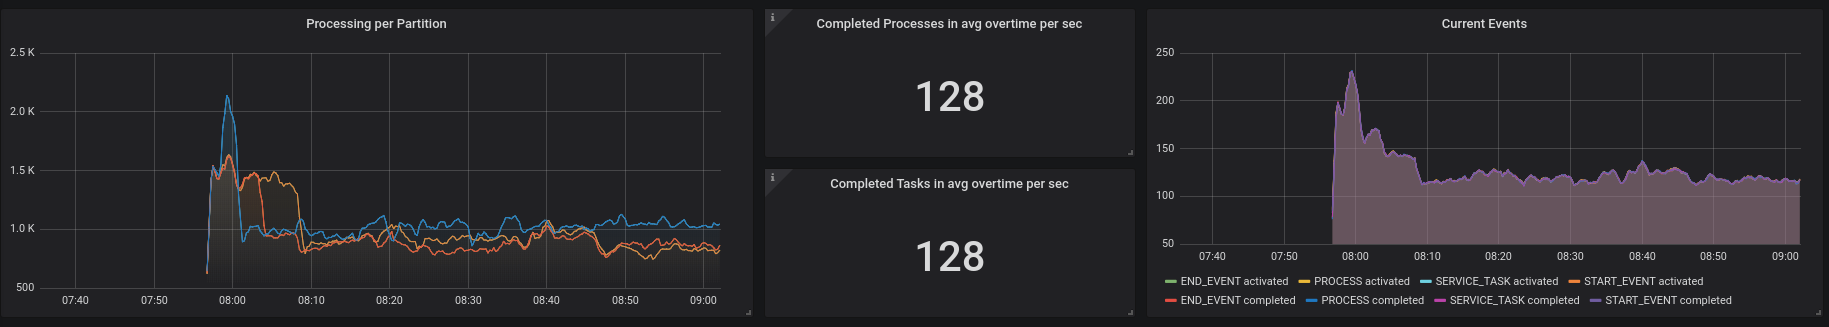 Processing per Partition
2.5 K
2.0 K
1.5 K
1.0 K
500
07:40 07:50 08:00 08:10 08:20 08:30 08:40 08:50 09:00
i
Completed Processes in avg overtime per sec
128
i
Completed Tasks in avg overtime per sec
128
Current Events
250
200
150
100
50
07:40 07:50 08:00 08:10 08:20 08:30 08:40 08:50 09:00
END_EVENT activated PROCESS activated SERVICE_TASK activated START_EVENT activated
END_EVENT completed PROCESS completed SERVICE_TASK completed START_EVENT completed